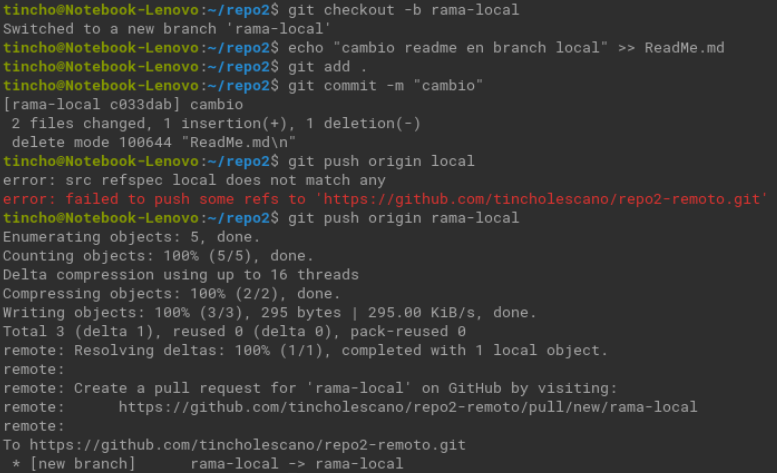 tincho@Notebook-Lenovo:~/repo2$ git checkout -b rama-local
Switched to a new branch 'rama-local'
tincho@Notebook-Lenovo:~/repo2$ echo "cambio readme en branch local" >> ReadMe.md
tincho@Notebook-Lenovo:~/repo2$ git add .
tincho@Notebook-Lenovo:~/repo2$ git commit -m "cambio"
[rama-local c033dab] cambio
 2 files changed, 1 insertion(+), 1 deletion(-)
 delete mode 100644 "ReadMe.md\n"
tincho@Notebook-Lenovo:~/repo2$ git push origin local
error: src refspec local does not match any
error: failed to push some refs to 'https://github.com/tincholescano/repo2-remoto.git'
tincho@Notebook-Lenovo:~/repo2$ git push origin rama-local
Enumerating objects: 5, done.
Counting objects: 100% (5/5), done.
Delta compression using up to 16 threads
Compressing objects: 100% (2/2), done.
Writing objects: 100% (3/3), 295 bytes | 295.00 KiB/s, done.
Total 3 (delta 1), reused 0 (delta 0), pack-reused 0
remote: Resolving deltas: 100% (1/1), completed with 1 local object.
remote:
remote: Create a pull request for 'rama-local' on GitHub by visiting:
remote:      https://github.com/tincholescano/repo2-remoto/pull/new/rama-local
remote:
To https://github.com/tincholescano/repo2-remoto.git
 * [new branch]      rama-local -> rama-local